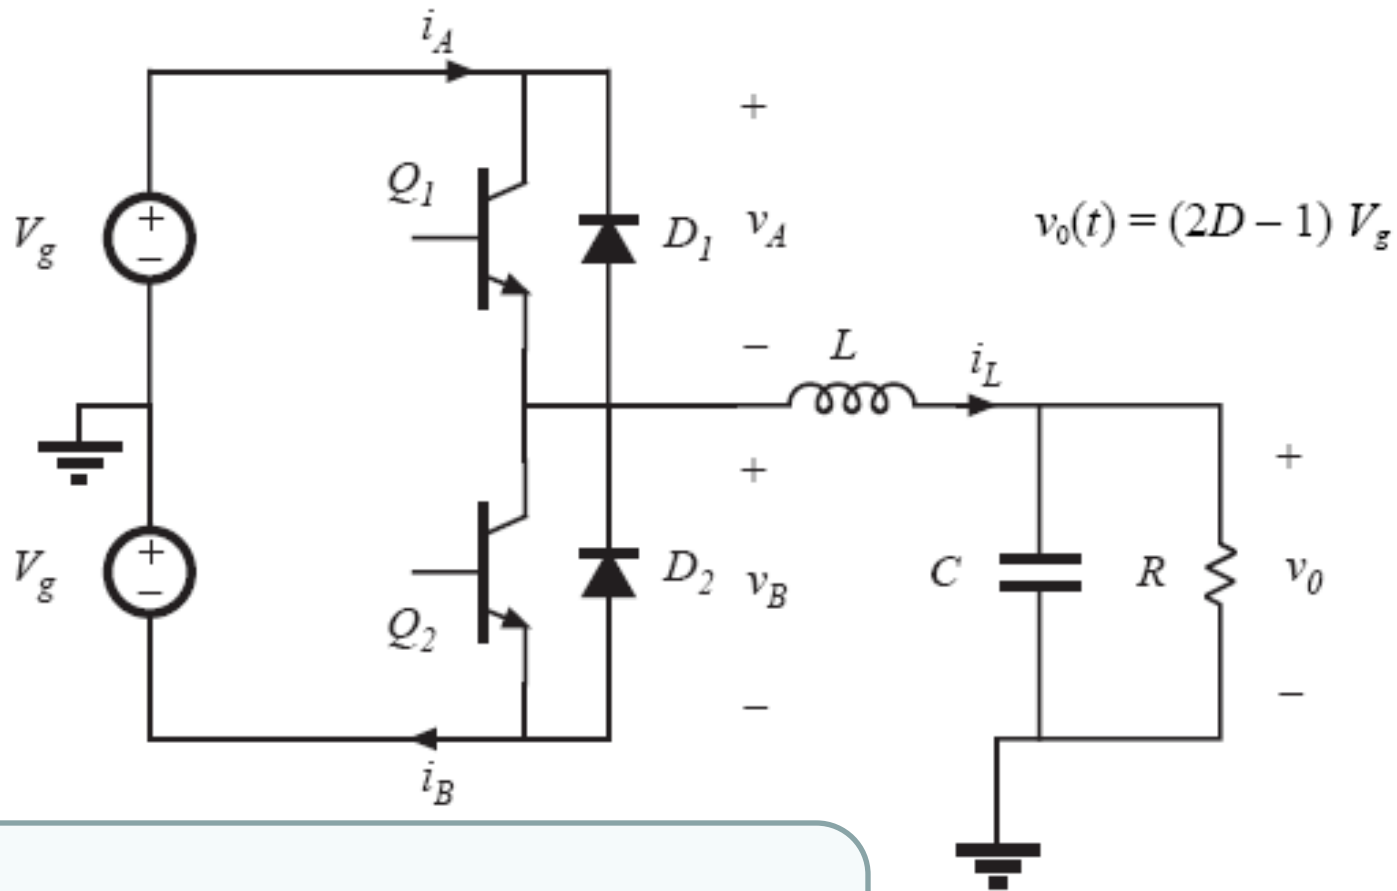 i_A
+
Q_1
V_g
+
−
D_1
v_A
v_0(t) = (2D − 1) V_g
−
L
i_L
+
+
V_g
+
−
D_2
v_B
C
R
v_0
Q_2
−
−
i_B